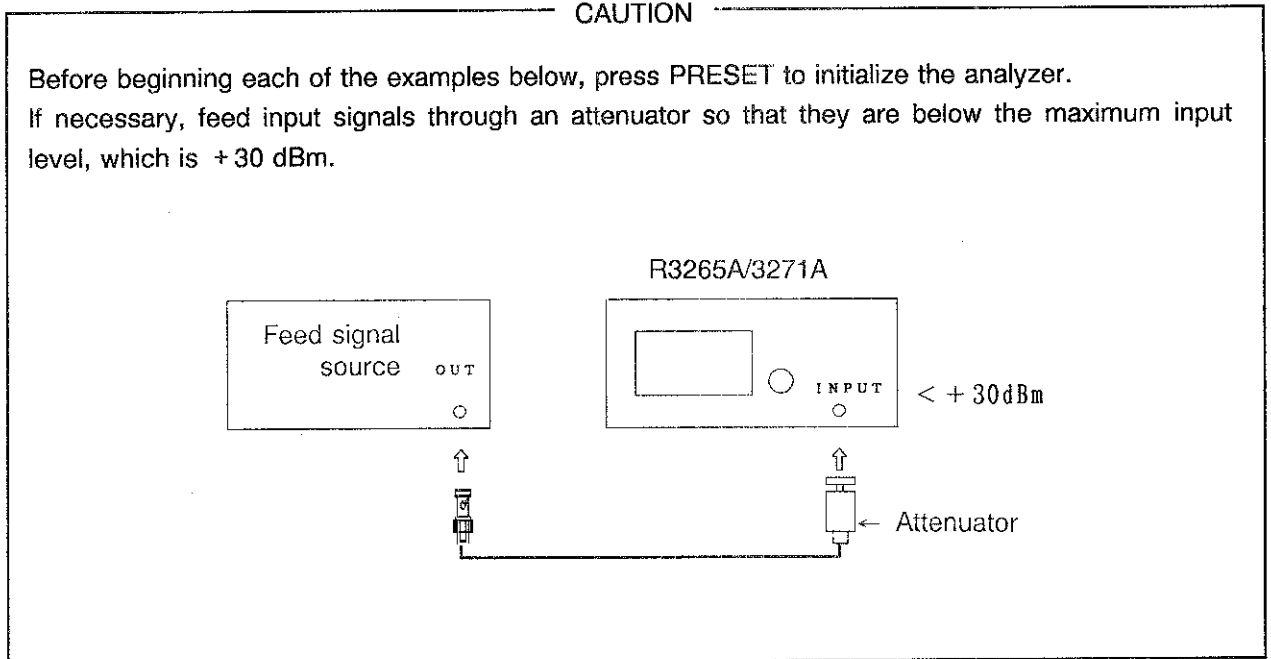 CAUTION
Before beginning each of the examples below, press PRESET to initialize the analyzer.
If necessary, feed input signals through an attenuator so that they are below the maximum input
level, which is +30 dBm.
R3265A/3271A
Feed signal
source OUT
INPUT
< +30dBm
← Attenuator